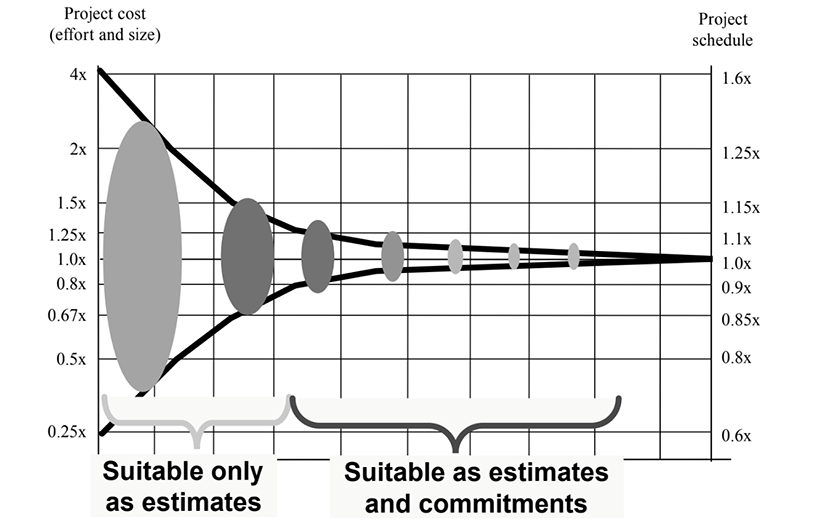 Project cost
(effort and size)
Project
schedule
4x
2x
1.5x
1.25x
1.0x
0.8x
0.67x
0.5x
0.25x
1.6x
1.25x
1.15x
1.1x
1.0x
0.9x
0.85x
0.8x
0.6x
Suitable only
as estimates
Suitable as estimates
and commitments